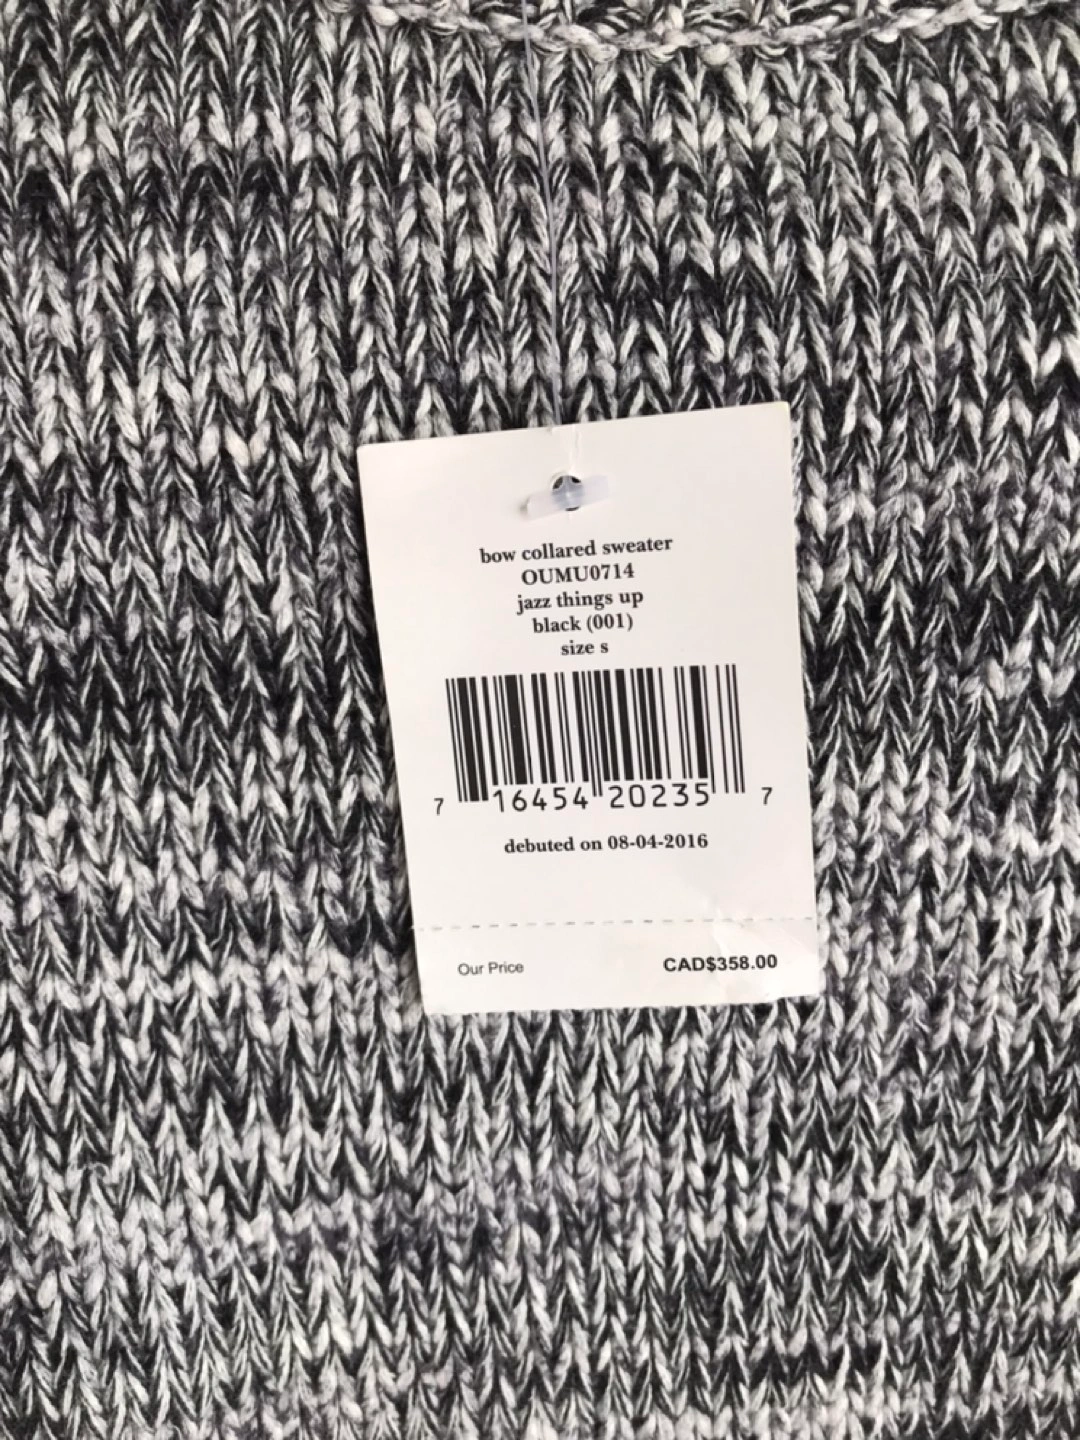 bow collared sweater
OUMU0714
jazz things up
black (001)
size s
7 16454 20235 7
debuted on 08-04-2016
Our Price CAD$358.00